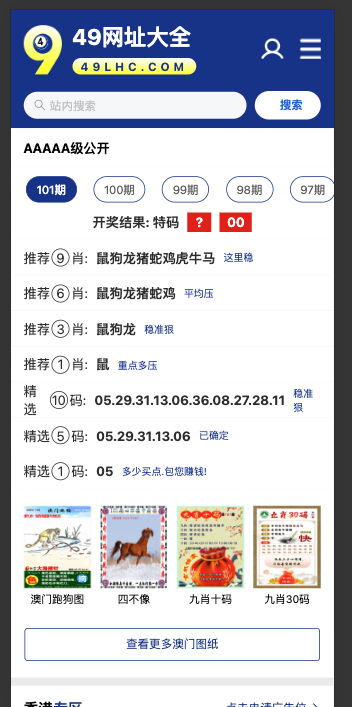 49网址大全
49LHC.COM
站内搜索
搜索
AAAAA级公开
101期 100期 99期 98期 97期
开奖结果: 特码 ? 00
推荐⑨肖: 鼠狗龙猪蛇鸡虎牛马 这里稳
推荐⑥肖: 鼠狗龙猪蛇鸡 平均压
推荐③肖: 鼠狗龙 稳准狠
推荐①肖: 鼠 重点多压
精选⑩码: 05.29.31.13.06.36.08.27.28.11 稳准狠
精选⑤码: 05.29.31.13.06 已确定
精选①码: 05 多少买点.包您赚钱!
澳门跑狗图 四不像 九肖十码 九肖30码
查看更多澳门图纸